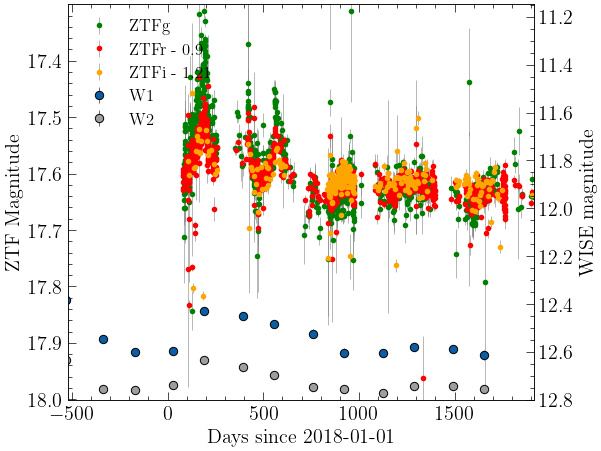 ZTFg
ZTFr - 0.9
ZTFi - 1.21
W1
W2
17.4
17.5
17.6
17.7
17.8
17.9
18.0
ZTF Magnitude
11.2
11.4
11.6
11.8
12.0
12.2
12.4
12.6
12.8
WISE magnitude
−500
0
500
1000
1500
Days since 2018-01-01